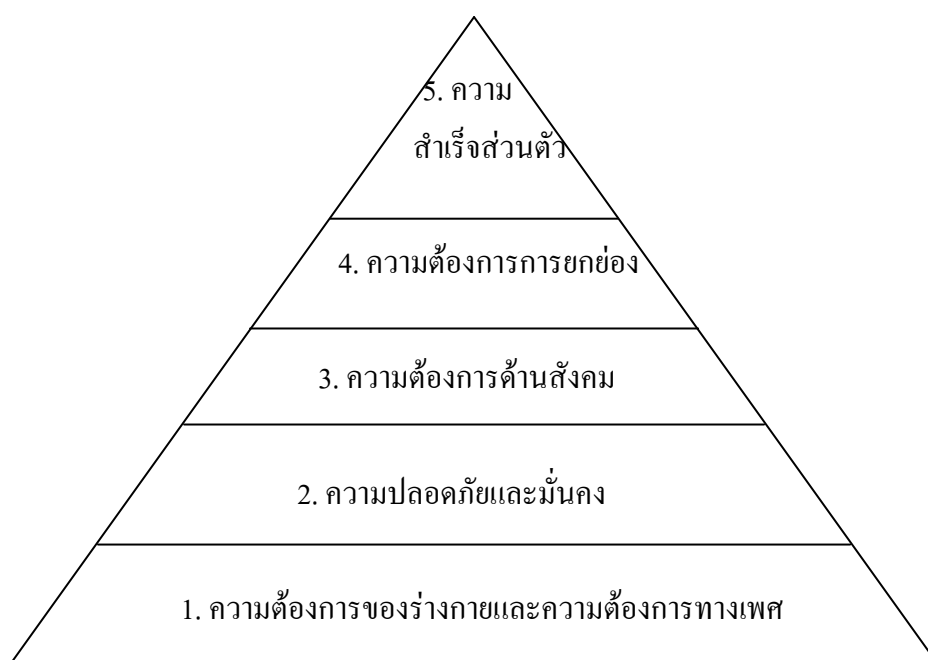 5. ความ
สำเร็จส่วนตัว
4. ความต้องการการยกย่อง
3. ความต้องการด้านสังคม
2. ความปลอดภัยและมั่นคง
1. ความต้องการของร่างกายและความต้องการทางเพศ